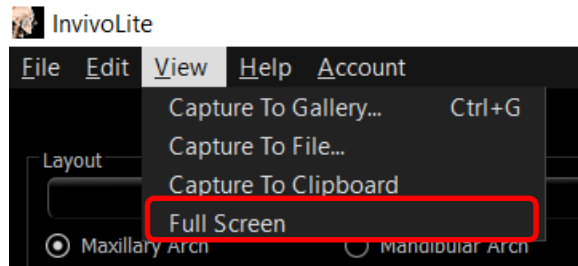 InvivoLite
File Edit View Help Account
Capture To Gallery... Ctrl+G
Capture To File...
Layout
Capture To Clipboard
Full Screen
Maxillary Arch Mandibular Arch